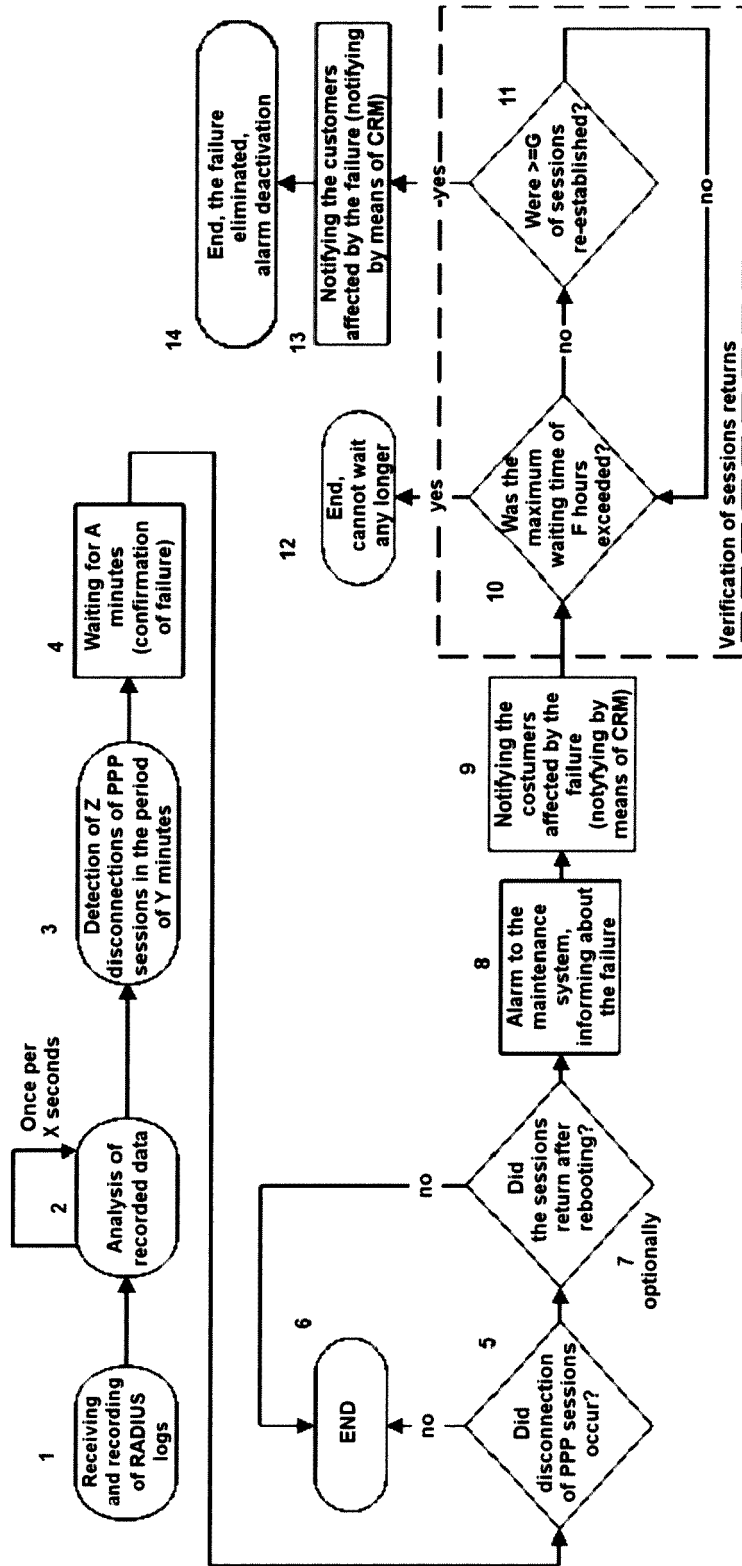 1
Receiving
and recording
of RADIUS
logs
2
Analysis of
recorded data
Once per
X seconds
3
Detection of Z
disconnections of PPP
sessions in the period
of Y minutes
4
Waiting for A
minutes
(confirmation
of failure)
5
Did
disconnection
of PPP sessions
occur?
no
6
END
7
optionally
Did
the sessions
return after
rebooting?
no
8
Alarm to the
maintenance
system,
informing about
the failure
9
Notifying the
costumers
affected by the
failure
(notyfying by
means of CRM)
10
Was the
maximum
waiting time of
F hours
exceeded?
yes
no
12
End,
cannot wait
any longer
11
Were >=G
of sessions
re-established?
-yes
no
13
Notifying the customers
affected by the failure (notifying
by means of CRM)
14
End, the failure
eliminated,
alarm deactivation
Verification of sessions returns